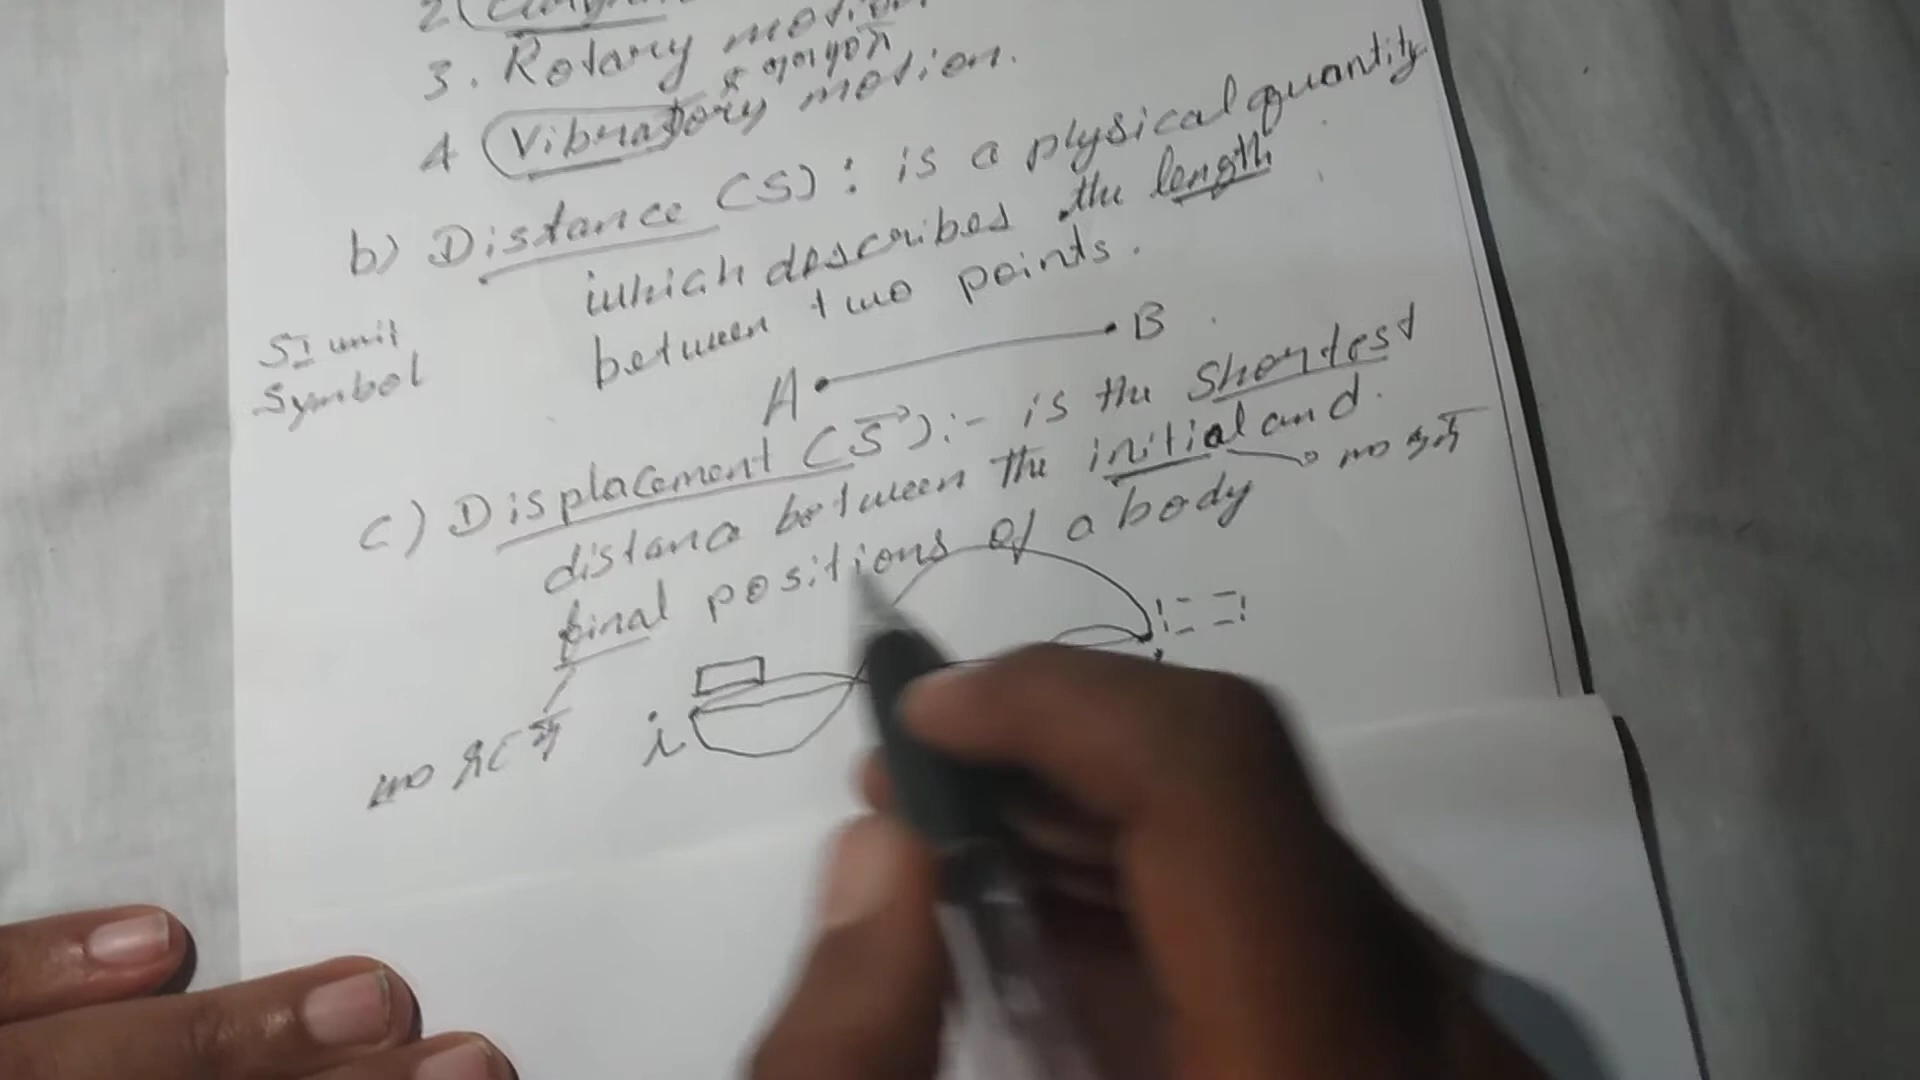 3. Rotary motion
4 Vibratory motion.
b) Distance (S): is a physical quantity
which describes the length
between two points.
SI unit
Symbol
A B
c) Displacement (S⃗):- is the Shortest
distance between the initial and
final positions of a body
i